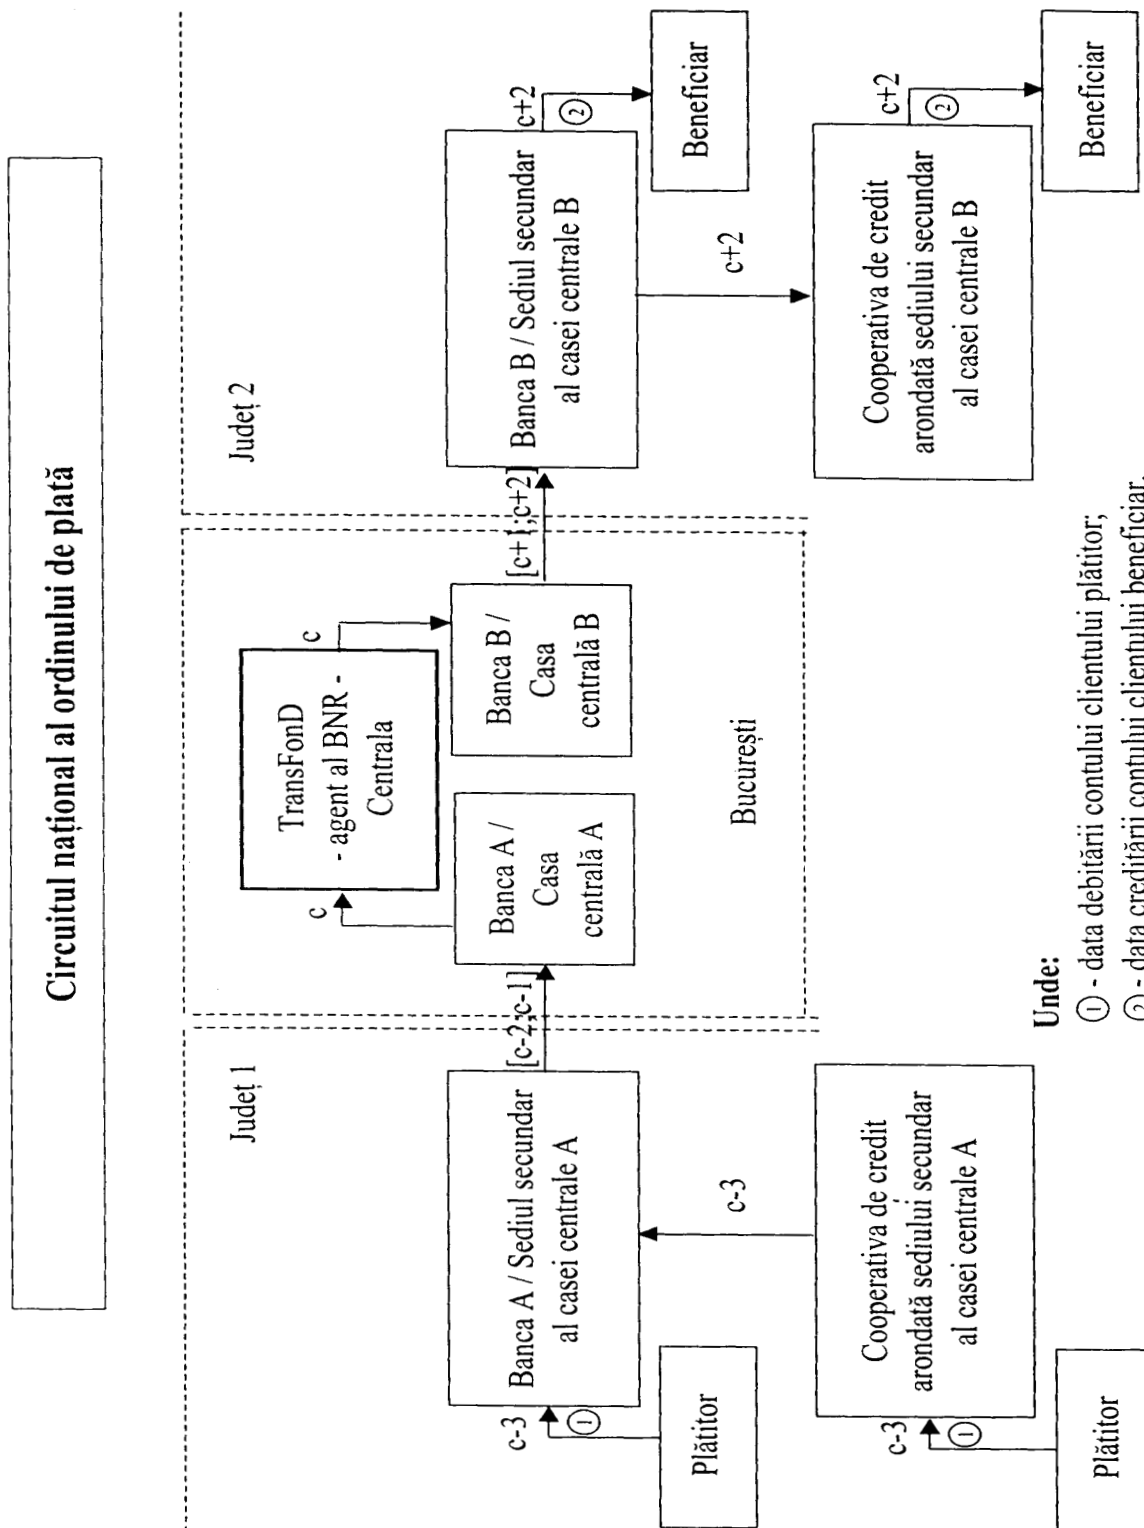 Circuitul național al ordinului de plată
Județ 1
Județ 2
București
TransFonD
- agent al BNR -
Centrala
c
c
Plătitor
c-3
①
Banca A / Sediul secundar
al casei centrale A
[c-2;c-1]
Banca A /
Casa
centrală A
Banca B /
Casa
centrală B
[c+1;c+2]
Banca B / Sediul secundar
al casei centrale B
c+2
②
Beneficiar
c-3
c+2
Plătitor
c-3
①
Cooperativa de credit
arondată sediului secundar
al casei centrale A
Cooperativa de credit
arondată sediului secundar
al casei centrale B
c+2
②
Beneficiar
Unde:
① - data debitării contului clientului plătitor;
② - data creditării contului clientului beneficiar.